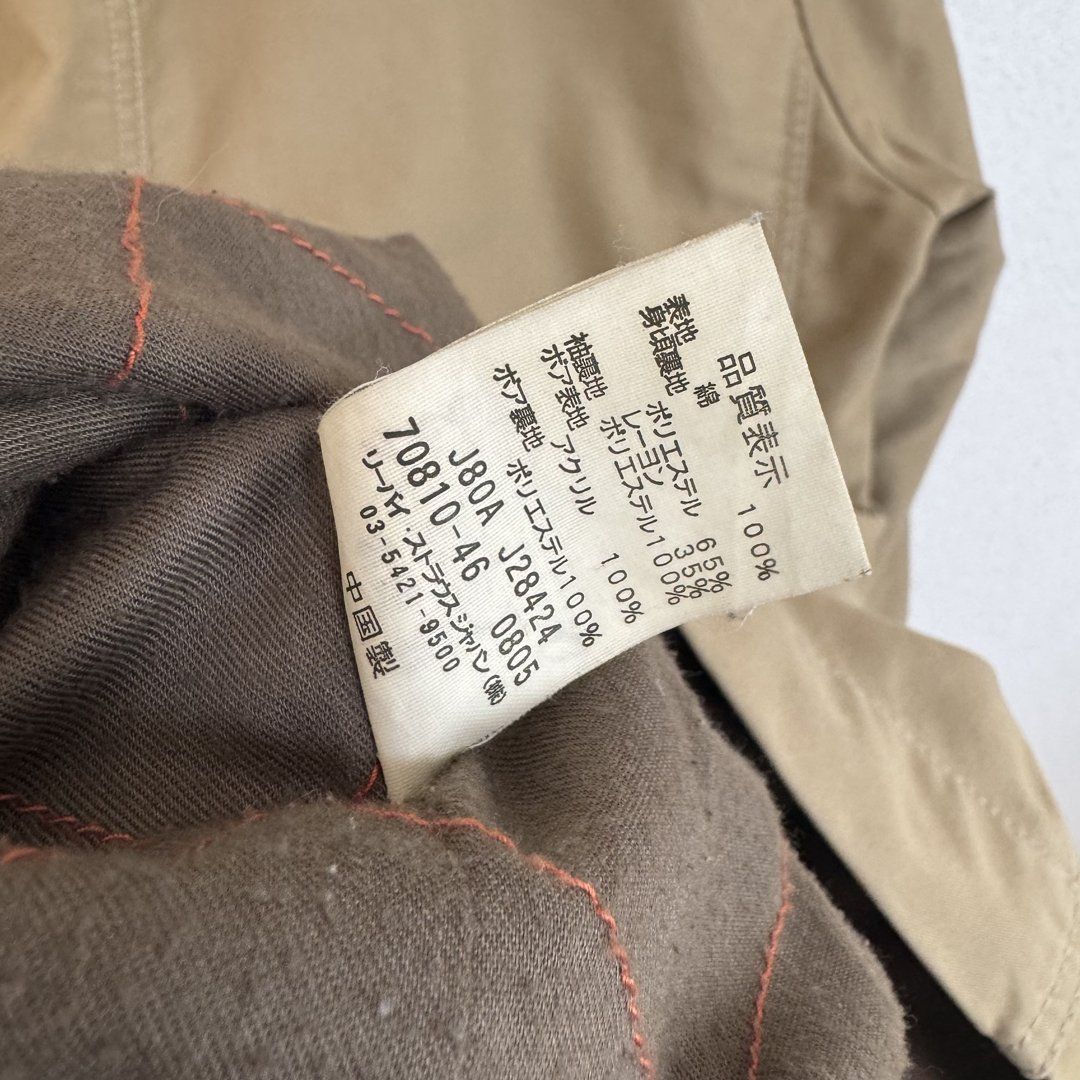 品質表示
表地 綿 100%
身頃裏地 ポリエステル 65%
レーヨン 35%
袖裏地 ポリエステル100%
ボア表地 アクリル 100%
ボア裏地 ポリエステル100%
J80A J28424
70810-46 0805
リーバイ・ストラウスジャパン(株)
03-5421-9500
中国製